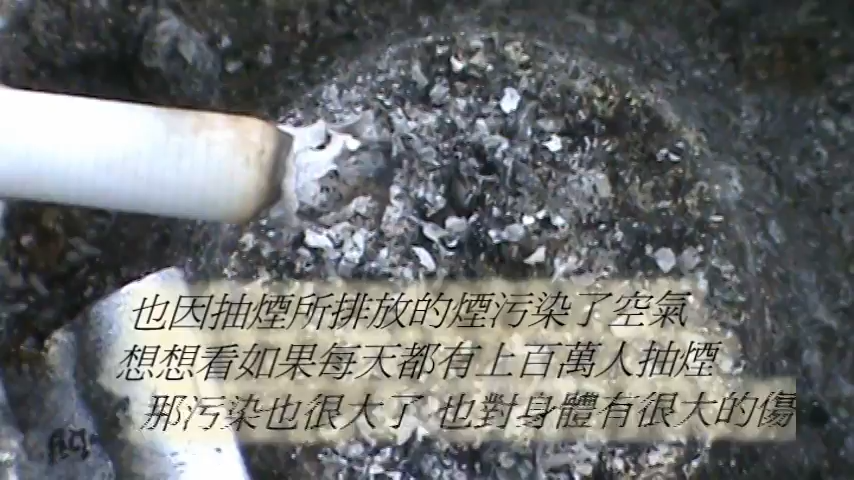 也因抽煙所排放的煙污染了空氣
想想看如果每天都有上百萬人抽煙
那污染也很大了 也對身體有很大的傷